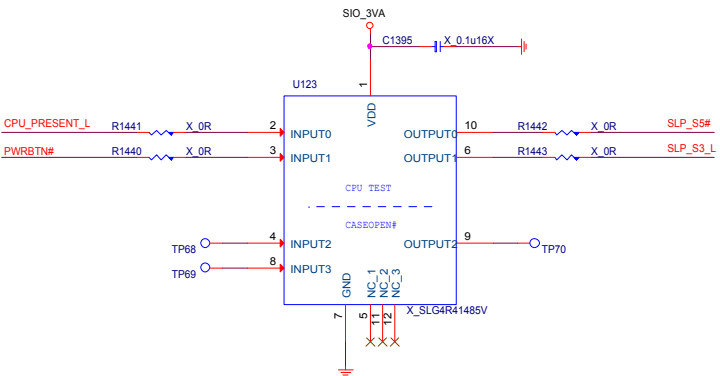 SIO_3VA
C1395 X_0.1u16X
U123
1
VDD
CPU_PRESENT_L R1441 X_0R 2 INPUT0 OUTPUT0 10 R1442 X_0R SLP_S5#
PWRBTN# R1440 X_0R 3 INPUT1 OUTPUT1 6 R1443 X_0R SLP_S3_L
CPU TEST
CASEOPEN#
TP68 4 INPUT2 OUTPUT2 9 TP70
TP69 8 INPUT3
GND NC_1 NC_2 NC_3
X_SLG4R41485V
7 5 11 12